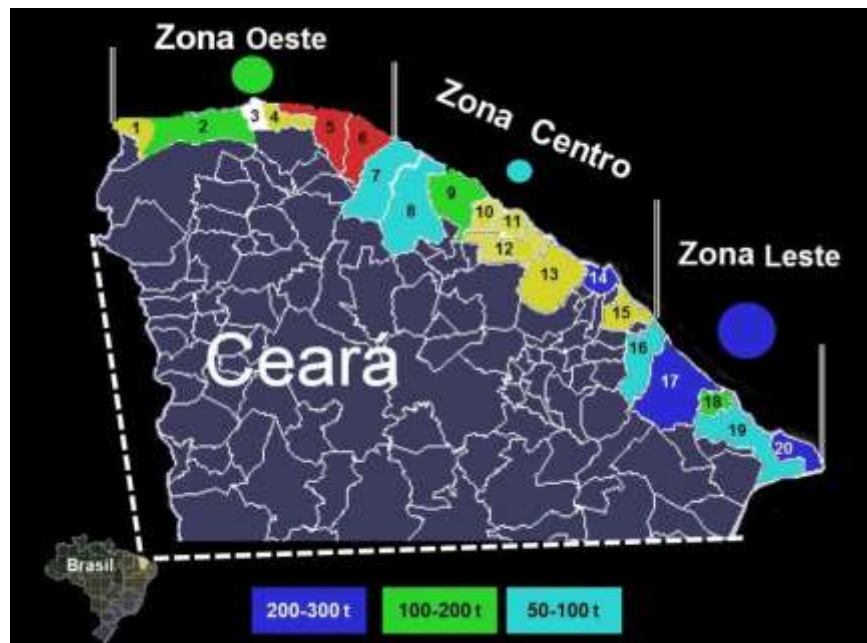 Zona Oeste
Zona Centro
Zona Leste
1
2
3
4
5
6
7
8
9
10
11
12
13
14
15
16
17
18
19
20
Ceará
Brasil
200-300 t
100-200 t
50-100 t